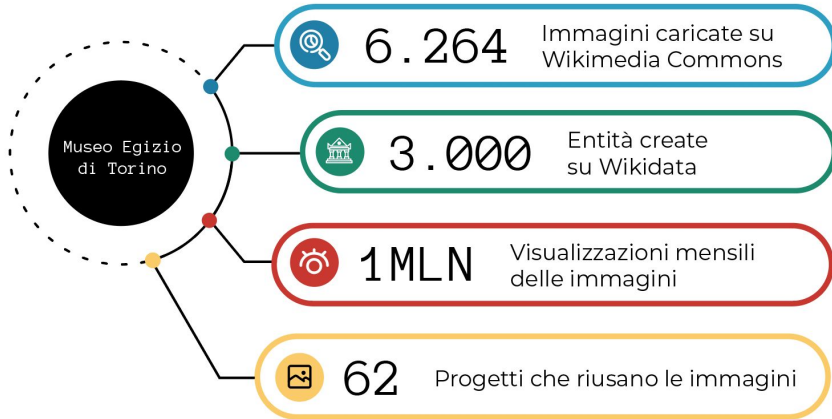 Museo Egizio
di Torino
6.264
Immagini caricate su
Wikimedia Commons
3.000
Entità create
su Wikidata
1MLN
Visualizzazioni mensili
delle immagini
62
Progetti che riusano le immagini